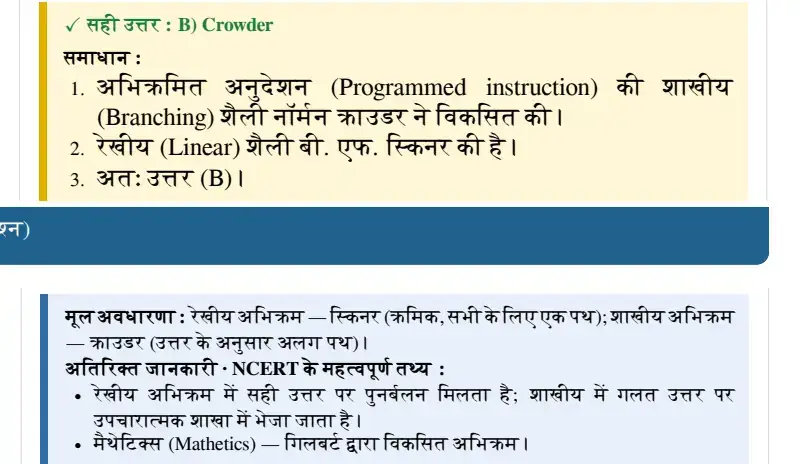 ✓ सही उत्तर : B) Crowder
समाधान :
1. अभिक्रमित अनुदेशन (Programmed instruction) की शाखीय
(Branching) शैली नॉर्मन क्राउडर ने विकसित की।
2. रेखीय (Linear) शैली बी. एफ. स्किनर की है।
3. अतः उत्तर (B)।
श्न)
मूल अवधारणा : रेखीय अभिक्रम — स्किनर (क्रमिक, सभी के लिए एक पथ); शाखीय अभिक्रम
— क्राउडर (उत्तर के अनुसार अलग पथ)।
अतिरिक्त जानकारी · NCERT के महत्वपूर्ण तथ्य :
• रेखीय अभिक्रम में सही उत्तर पर पुनर्बलन मिलता है; शाखीय में गलत उत्तर पर
उपचारात्मक शाखा में भेजा जाता है।
• मैथेटिक्स (Mathetics) — गिलबर्ट द्वारा विकसित अभिक्रम।